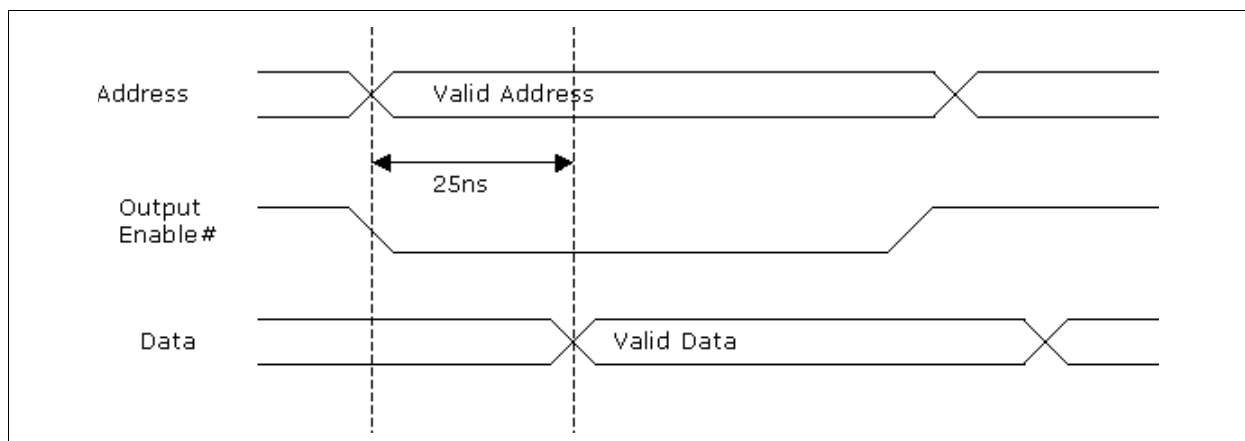 Address
Valid Address
25ns
Output
Enable#
Data
Valid Data